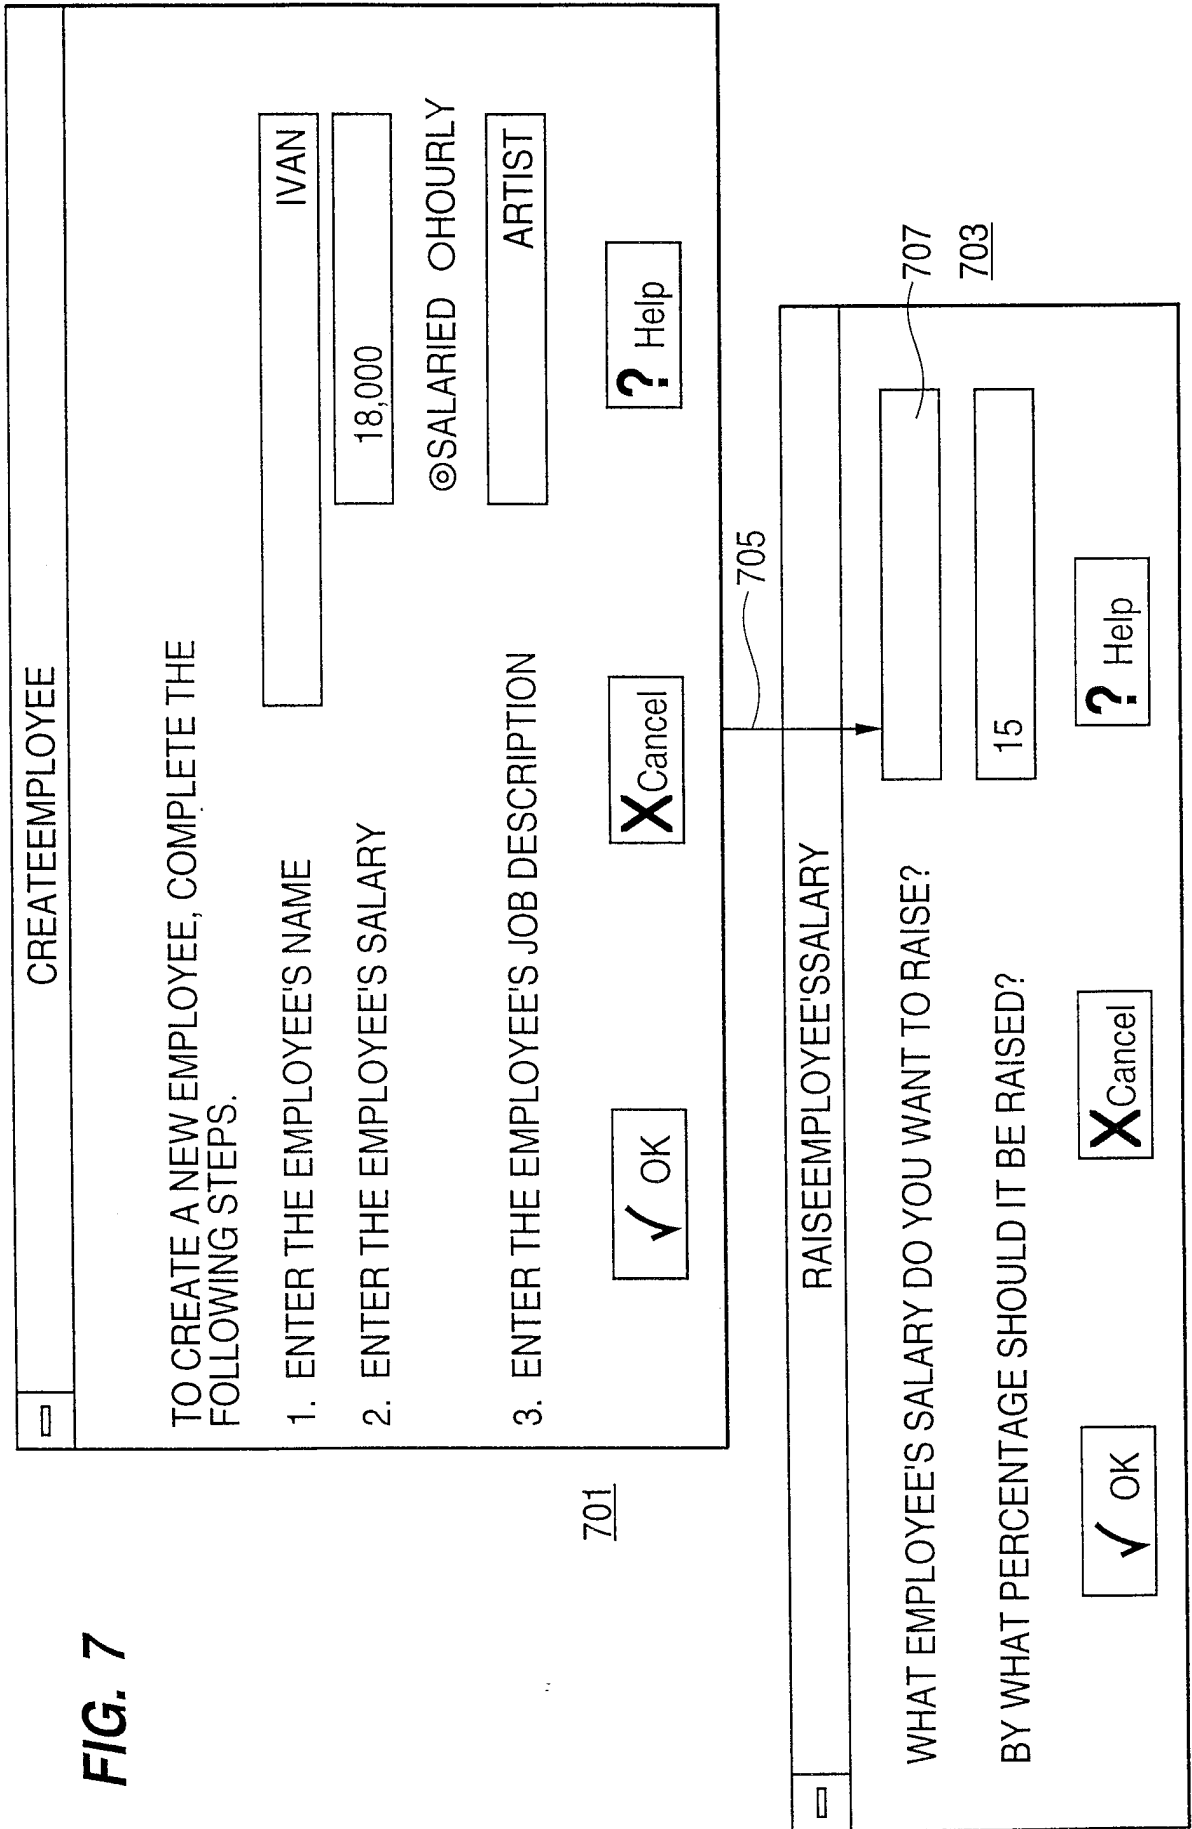 FIG. 7
701
CREATEEMPLOYEE
TO CREATE A NEW EMPLOYEE, COMPLETE THE
FOLLOWING STEPS.
1. ENTER THE EMPLOYEE'S NAME
IVAN
2. ENTER THE EMPLOYEE'S SALARY
18,000
SALARIED HOURLY
3. ENTER THE EMPLOYEE'S JOB DESCRIPTION
ARTIST
√ OK
X Cancel
? Help
705
703
RAISEEMPLOYEE'SSALARY
WHAT EMPLOYEE'S SALARY DO YOU WANT TO RAISE?
707
BY WHAT PERCENTAGE SHOULD IT BE RAISED?
15
√ OK
X Cancel
? Help